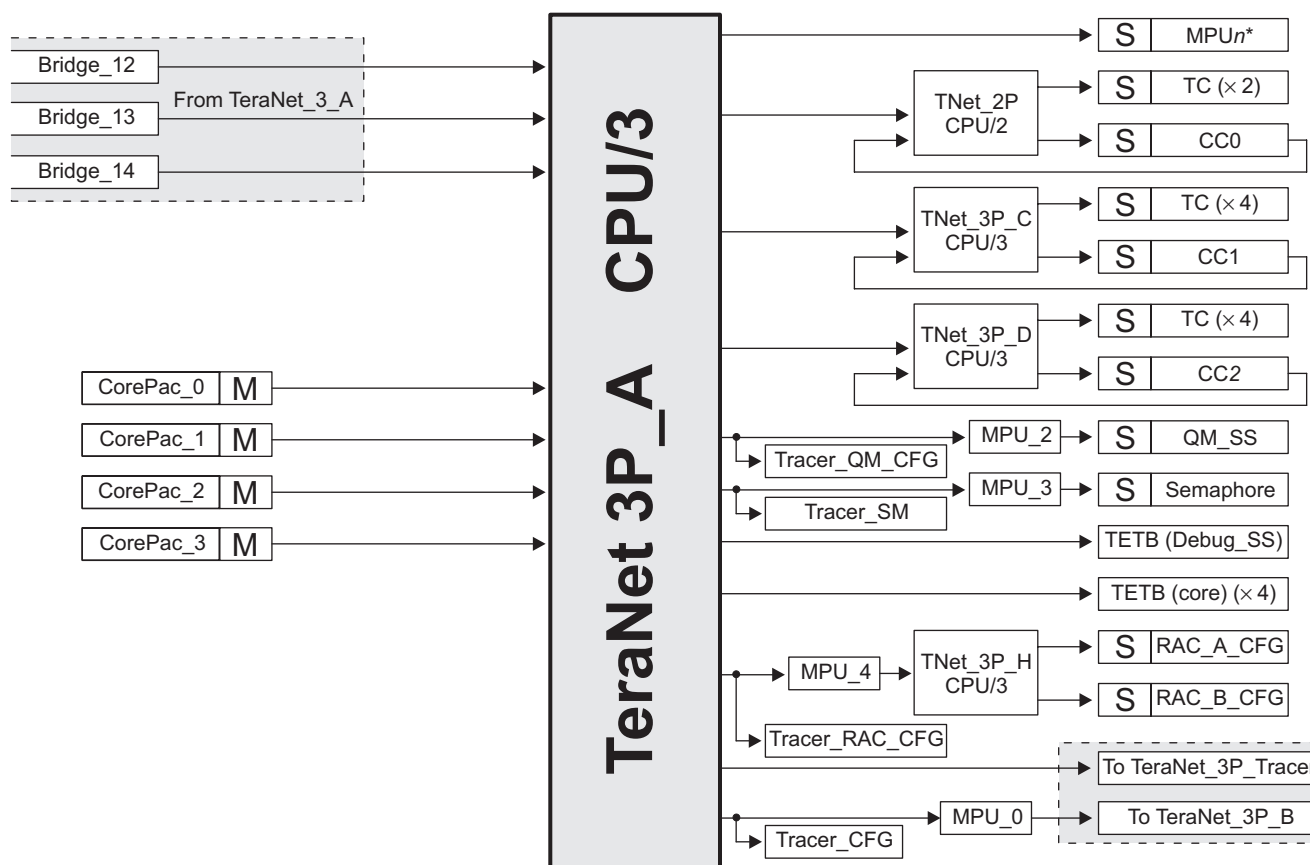 Bridge_12
From TeraNet_3_A
Bridge_13
Bridge_14
CorePac_0 M
CorePac_1 M
CorePac_2 M
CorePac_3 M
TeraNet 3P_A CPU/3
S MPUn*
TNet_2P
CPU/2
S TC (× 2)
S CC0
TNet_3P_C
CPU/3
S TC (× 4)
S CC1
TNet_3P_D
CPU/3
S TC (× 4)
S CC2
MPU_2
S QM_SS
Tracer_QM_CFG
MPU_3
S Semaphore
Tracer_SM
TETB (Debug_SS)
TETB (core) (× 4)
MPU_4
TNet_3P_H
CPU/3
S RAC_A_CFG
S RAC_B_CFG
Tracer_RAC_CFG
To TeraNet_3P_Tracer
MPU_0
To TeraNet_3P_B
Tracer_CFG